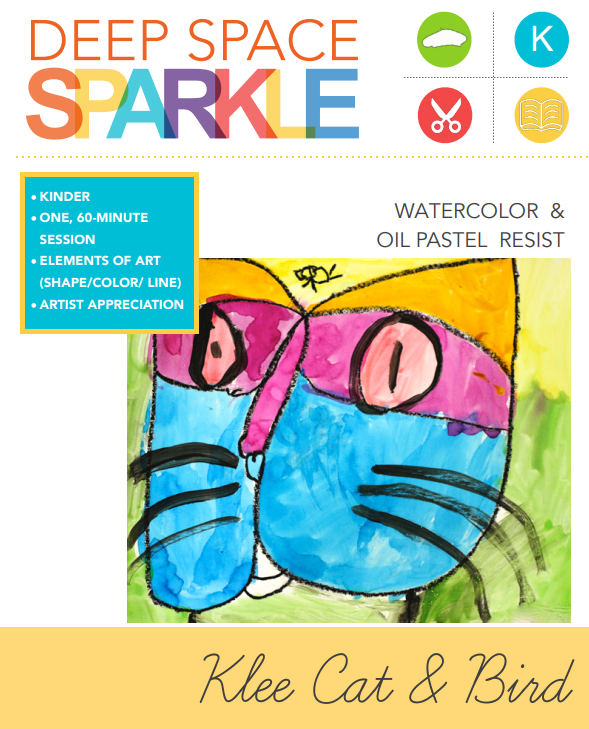 DEEP SPACE
SPARKLE
K
• KINDER
• ONE, 60-MINUTE
SESSION
• ELEMENTS OF ART
(SHAPE/COLOR/ LINE)
• ARTIST APPRECIATION
WATERCOLOR &
OIL PASTEL RESIST
Klee Cat & Bird